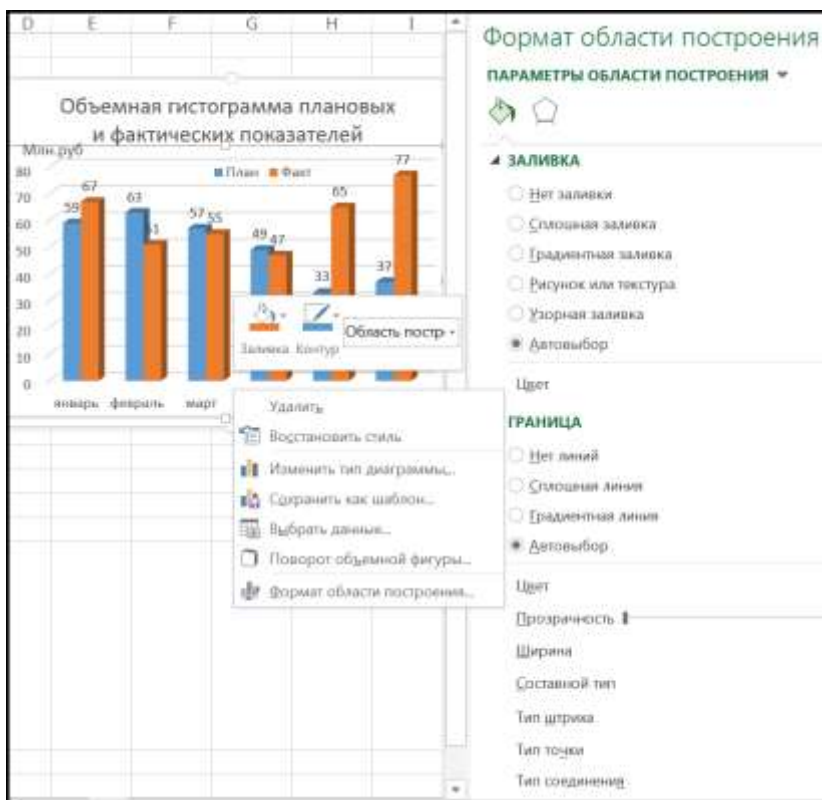 D E F G H I
Объемная гистограмма плановых
и фактических показателей
Млн.руб
План Факт
80
70
60
50
40
30
20
10
0
59 67 63 51 57 55 49 47 33 65 37 77
январь февраль март
Заливка Контур Область постр
Удалить
Восстановить стиль
Изменить тип диаграммы...
Сохранить как шаблон...
Выбрать данные...
Поворот объемной фигуры...
Формат области построения...
Формат области построения
ПАРАМЕТРЫ ОБЛАСТИ ПОСТРОЕНИЯ
ЗАЛИВКА
Нет заливки
Сплошная заливка
Градиентная заливка
Рисунок или текстура
Узорная заливка
Автовыбор
Цвет
ГРАНИЦА
Нет линий
Сплошная линия
Градиентная линия
Автовыбор
Цвет
Прозрачность
Ширина
Составной тип
Тип штриха
Тип точки
Тип соединения